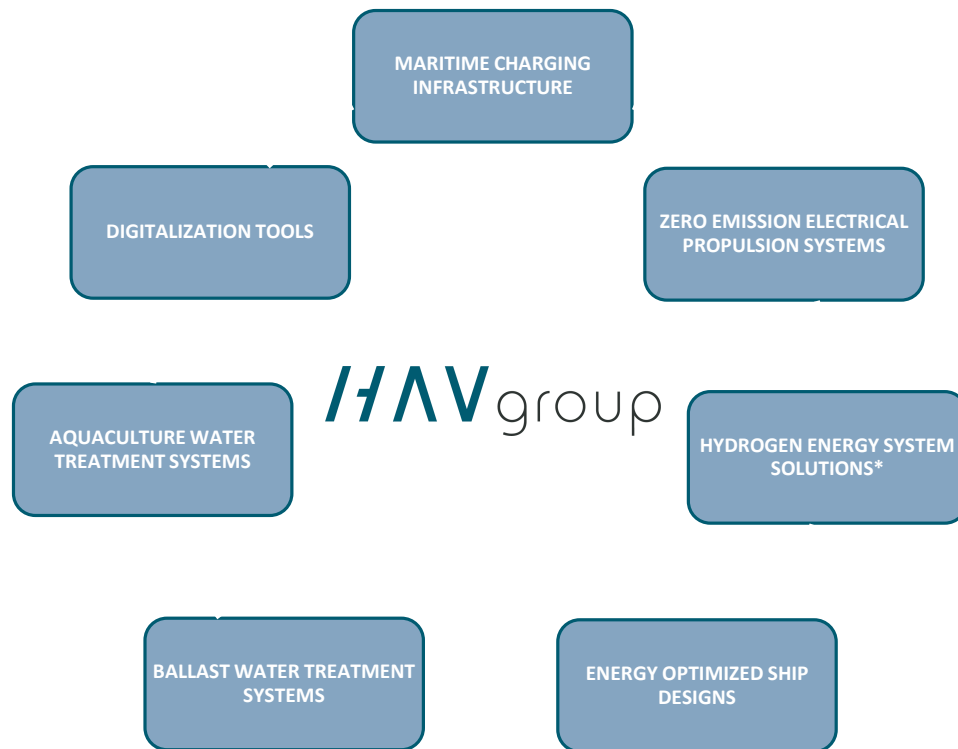 MARITIME CHARGING
INFRASTRUCTURE
DIGITALIZATION TOOLS
ZERO EMISSION ELECTRICAL
PROPULSION SYSTEMS
HAVgroup
AQUACULTURE WATER
TREATMENT SYSTEMS
HYDROGEN ENERGY SYSTEM
SOLUTIONS*
BALLAST WATER TREATMENT
SYSTEMS
ENERGY OPTIMIZED SHIP
DESIGNS